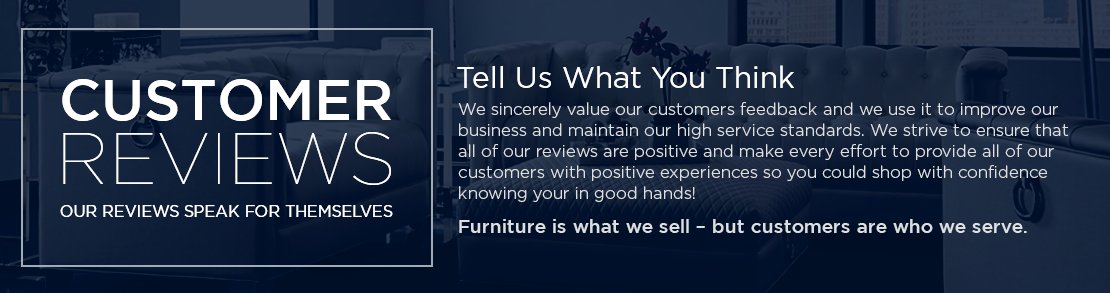 CUSTOMER
REVIEWS
OUR REVIEWS SPEAK FOR THEMSELVES
Tell Us What You Think
We sincerely value our customers feedback and we use it to improve our
business and maintain our high service standards. We strive to ensure that
all of our reviews are positive and make every effort to provide all of our
customers with positive experiences so you could shop with confidence
knowing your in good hands!
Furniture is what we sell – but customers are who we serve.